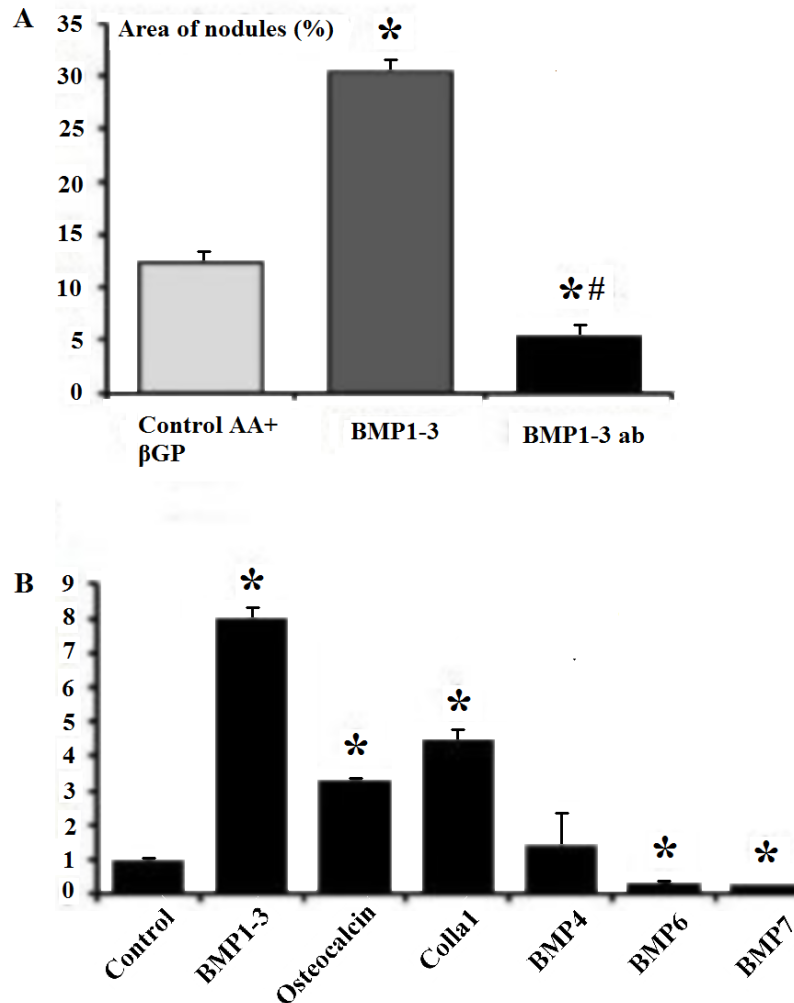 A
Area of nodules (%)
35
30
25
20
15
10
5
0
*
*#
Control AA+
βGP
BMP1-3
BMP1-3 ab
B
9
8
7
6
5
4
3
2
1
0
*
*
*
*
*
Control
BMP1-3
Osteocalcin
Colla1
BMP4
BMP6
BMP7